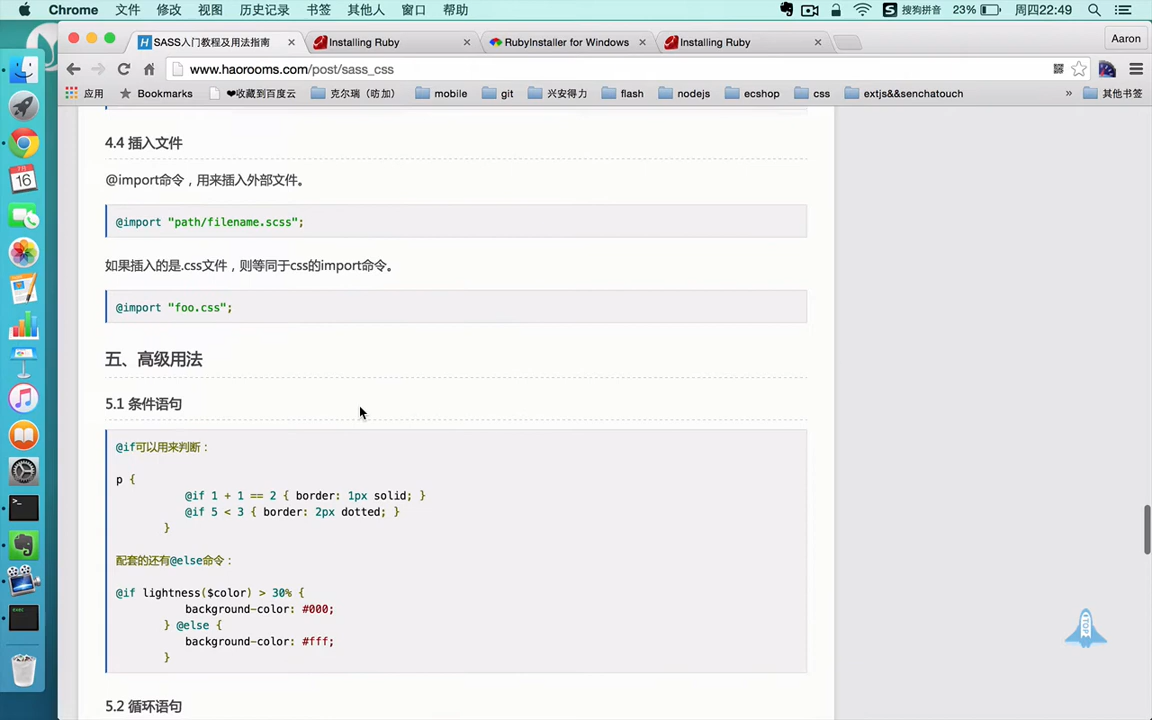 Chrome 文件 修改 视图 历史记录 书签 其他人 窗口 帮助 搜狗拼音 23% 周四22:49
SASS入门教程及用法指南 Installing Ruby RubyInstaller for Windows Installing Ruby Aaron
www.haorooms.com/post/sass_css
应用 Bookmarks ❤收藏到百度云 克尔瑞（叻加） mobile git 兴安得力 flash nodejs ecshop css extjs&&senchatouch » 其他书签
4.4 插入文件
@import命令，用来插入外部文件。
@import "path/filename.scss";
如果插入的是.css文件，则等同于css的import命令。
@import "foo.css";
五、高级用法
5.1 条件语句
@if可以用来判断：
p {
@if 1 + 1 == 2 { border: 1px solid; }
@if 5 < 3 { border: 2px dotted; }
}
配套的还有@else命令：
@if lightness($color) > 30% {
background-color: #000;
} @else {
background-color: #fff;
}
5.2 循环语句
16
TOP